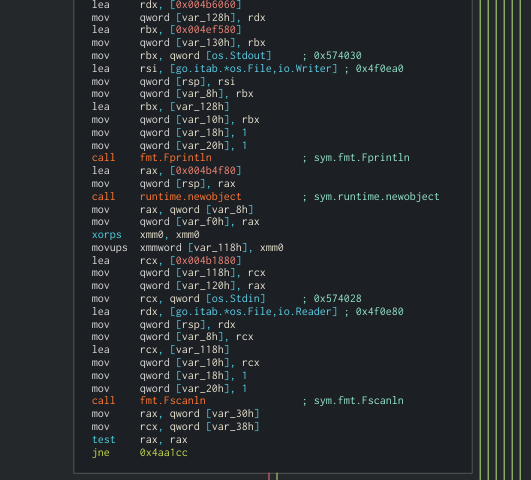 lea rdx, [0x004b6060]
mov qword [var_128h], rdx
lea rbx, [0x004ef580]
mov qword [var_130h], rbx
mov rbx, qword [os.Stdout] ; 0x574030
lea rsi, [go.itab.*os.File,io.Writer] ; 0x4f0ea0
mov qword [rsp], rsi
mov qword [var_8h], rbx
lea rbx, [var_128h]
mov qword [var_10h], rbx
mov qword [var_18h], 1
mov qword [var_20h], 1
call fmt.Fprintln ; sym.fmt.Fprintln
lea rax, [0x004b4f80]
mov qword [rsp], rax
call runtime.newobject ; sym.runtime.newobject
mov rax, qword [var_8h]
mov qword [var_f0h], rax
xorps xmm0, xmm0
movups xmmword [var_118h], xmm0
lea rcx, [0x004b1880]
mov qword [var_118h], rcx
mov qword [var_120h], rax
mov rcx, qword [os.Stdin] ; 0x574028
lea rdx, [go.itab.*os.File,io.Reader] ; 0x4f0e80
mov qword [rsp], rdx
mov qword [var_8h], rcx
lea rcx, [var_118h]
mov qword [var_10h], rcx
mov qword [var_18h], 1
mov qword [var_20h], 1
call fmt.Fscanln ; sym.fmt.Fscanln
mov rax, qword [var_30h]
mov rcx, qword [var_38h]
test rax, rax
jne 0x4aa1cc